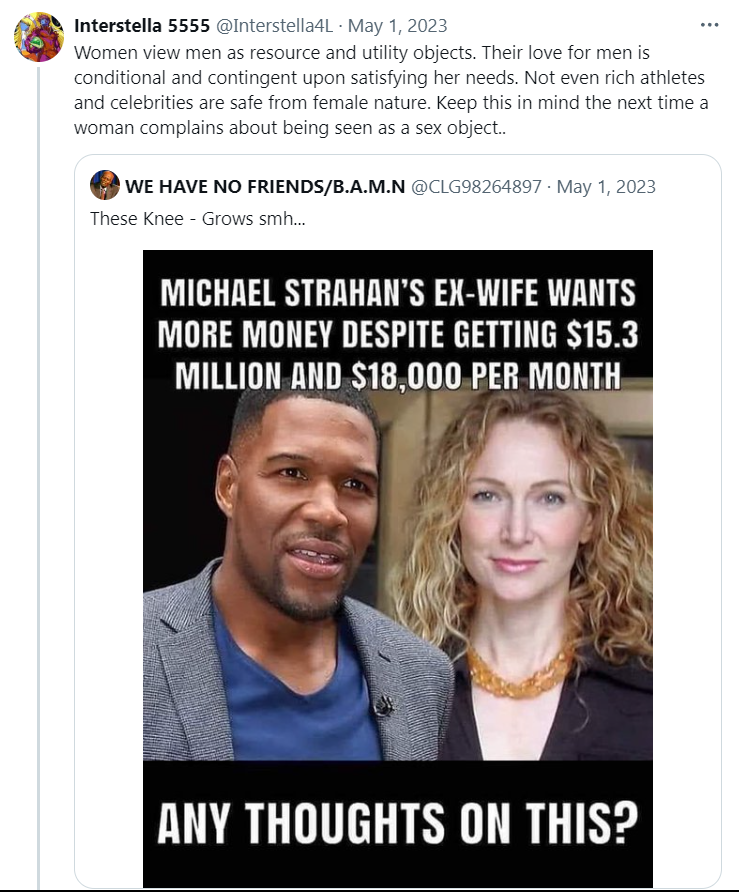 Interstella 5555 @Interstella4L · May 1, 2023
Women view men as resource and utility objects. Their love for men is
conditional and contingent upon satisfying her needs. Not even rich athletes
and celebrities are safe from female nature. Keep this in mind the next time a
woman complains about being seen as a sex object..
WE HAVE NO FRIENDS/B.A.M.N @CLG98264897 · May 1, 2023
These Knee - Grows smh...
MICHAEL STRAHAN'S EX-WIFE WANTS
MORE MONEY DESPITE GETTING $15.3
MILLION AND $18,000 PER MONTH
ANY THOUGHTS ON THIS?